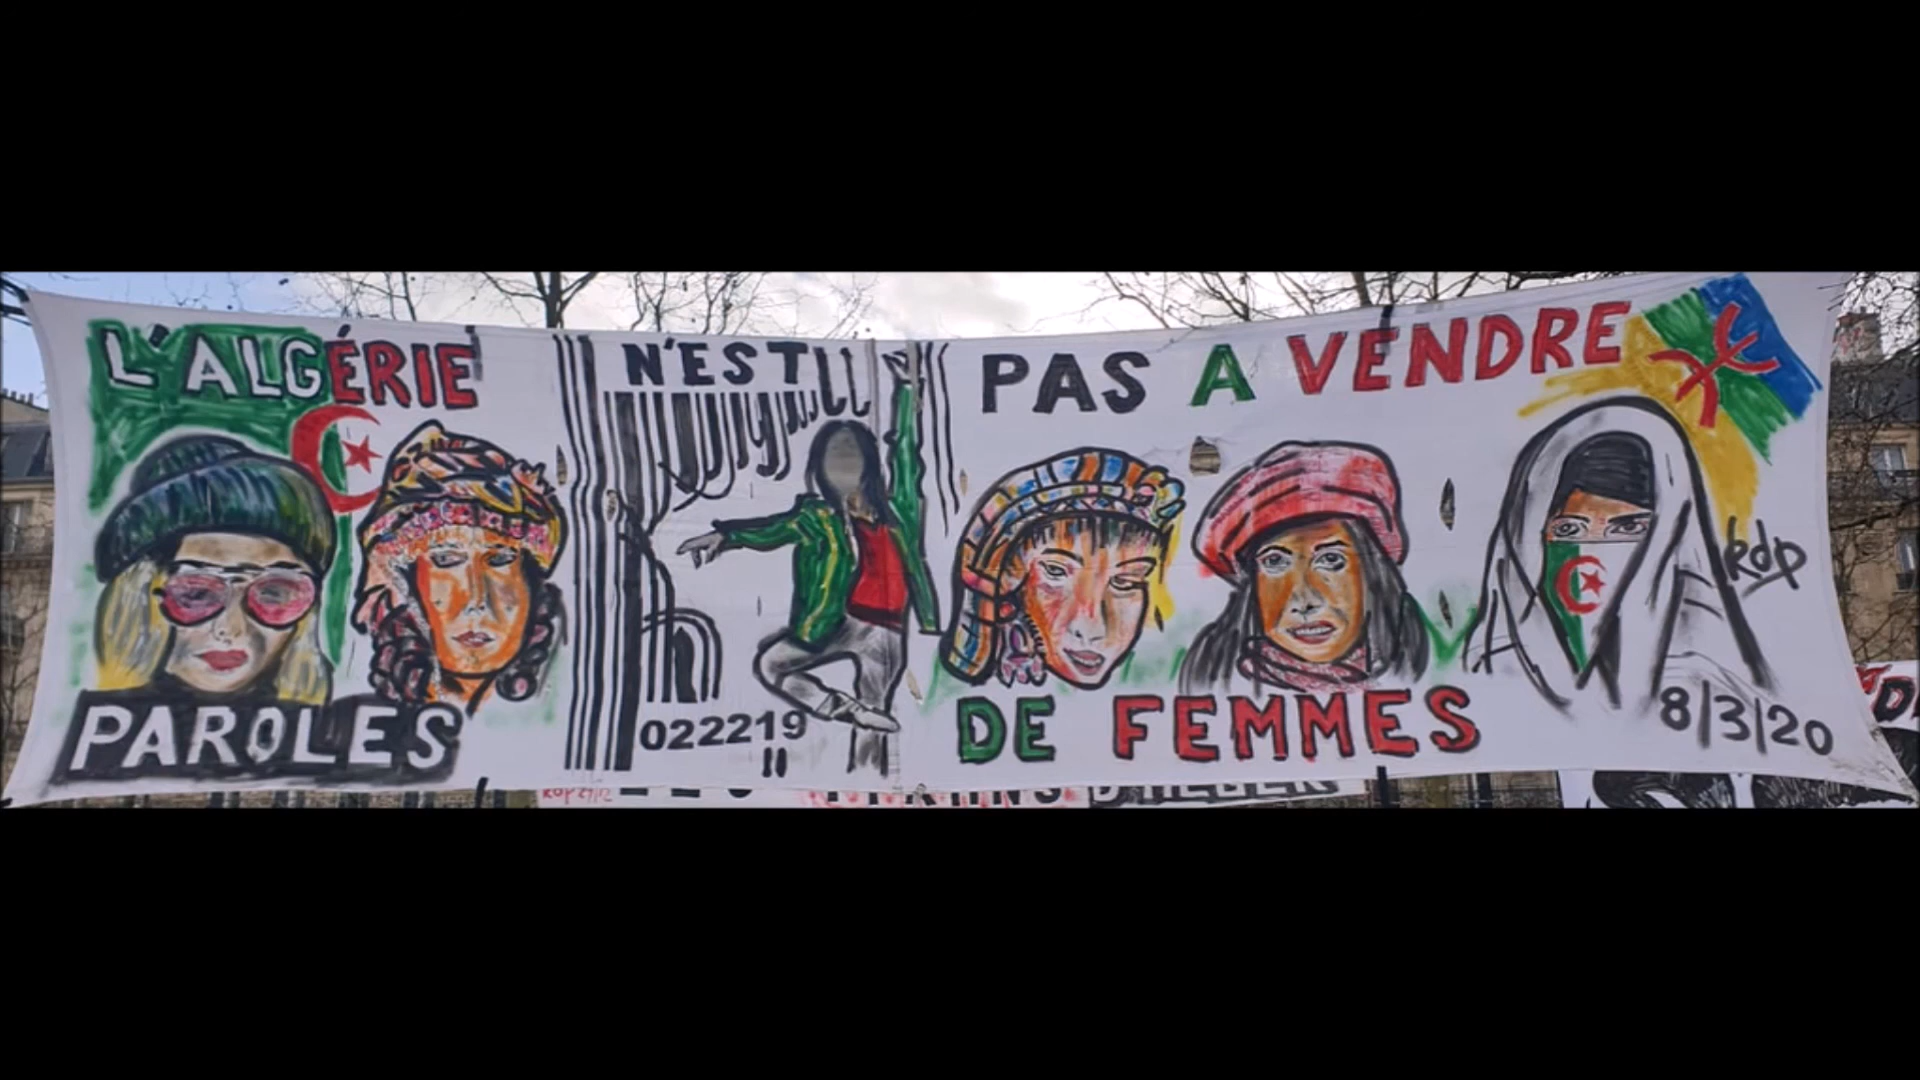 L'ALGÉRIE N'EST PAS A VENDRE
PAROLES DE FEMMES
022219
kdp
8/3/20